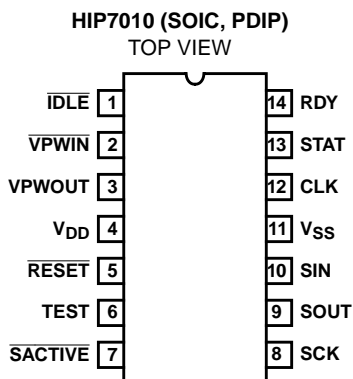 HIP7010 (SOIC, PDIP)
TOP VIEW
IDLE 1 14 RDY
VPWIN 2 13 STAT
VPWOUT 3 12 CLK
VDD 4 11 VSS
RESET 5 10 SIN
TEST 6 9 SOUT
SACTIVE 7 8 SCK